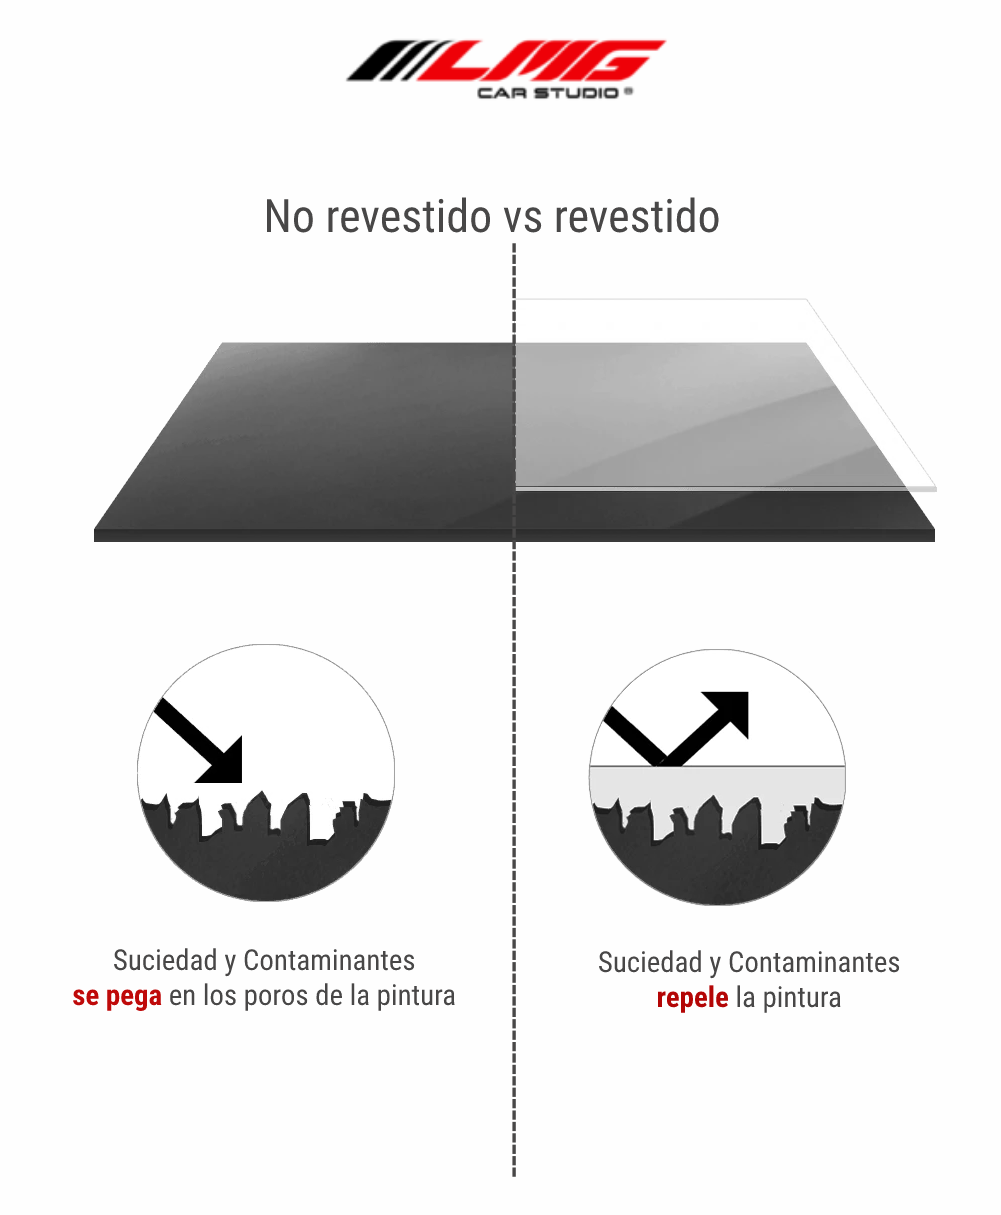 LMG
CAR STUDIO®
No revestido vs revestido
Suciedad y Contaminantes
se pega en los poros de la pintura
Suciedad y Contaminantes
repele la pintura